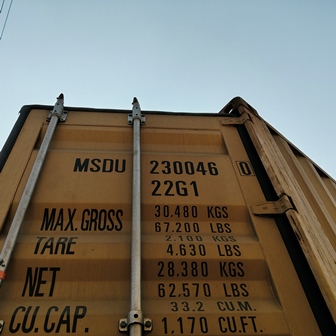 MSDU 230046 0
22G1
MAX.GROSS 30.480 KGS
67.200 LBS
TARE 2.100 KGS
4.630 LBS
NET 28.380 KGS
62.570 LBS
CU.CAP. 33.2 CU.M.
1.170 CU.FT.